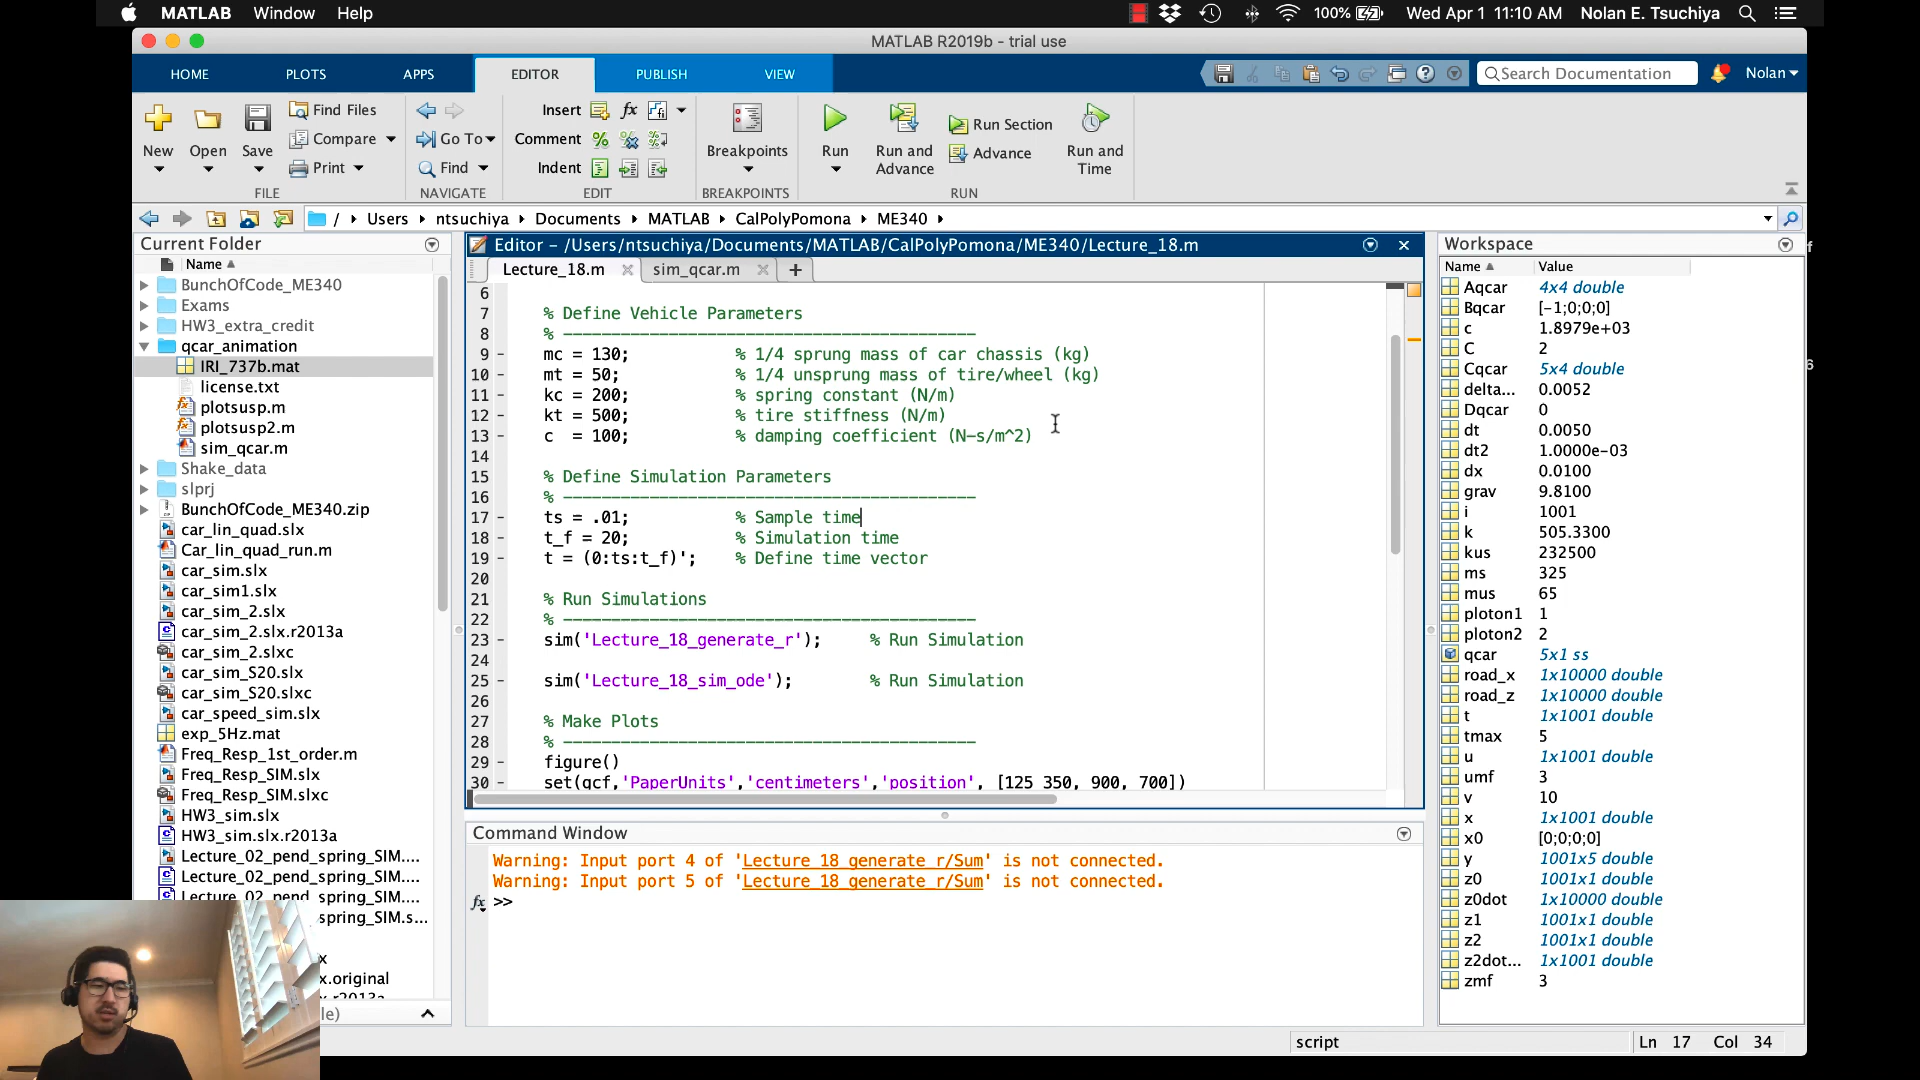 MATLAB Window Help 100% Wed Apr 1 11:10 AM Nolan E. Tsuchiya
MATLAB R2019b - trial use
HOME PLOTS APPS EDITOR PUBLISH VIEW Search Documentation Nolan
New Open Save Find Files Compare Print
Go To Find
Insert fx Comment Indent
Breakpoints Run Run and Advance Run Section Advance Run and Time
FILE NAVIGATE EDIT BREAKPOINTS RUN
/ Users ntsuchiya Documents MATLAB CalPolyPomona ME340
Current Folder
Name
BunchOfCode_ME340
Exams
HW3_extra_credit
qcar_animation
IRI_737b.mat
license.txt
plotsusp.m
plotsusp2.m
sim_qcar.m
Shake_data
slprj
BunchOfCode_ME340.zip
car_lin_quad.slx
Car_lin_quad_run.m
car_sim.slx
car_sim1.slx
car_sim_2.slx
car_sim_2.slx.r2013a
car_sim_2.slxc
car_sim_S20.slx
car_sim_S20.slxc
car_speed_sim.slx
exp_5Hz.mat
Freq_Resp_1st_order.m
Freq_Resp_SIM.slx
Freq_Resp_SIM.slxc
HW3_sim.slx
HW3_sim.slx.r2013a
Lecture_02_pend_spring_SIM....
Lecture_02_pend_spring_SIM....
Lecture_02_pend_spring_SIM....
spring_SIM.s...
x
x.original
x.r2013a
le)
Editor - /Users/ntsuchiya/Documents/MATLAB/CalPolyPomona/ME340/Lecture_18.m
Lecture_18.m sim_qcar.m +
6
7 % Define Vehicle Parameters
8 % -------------------------------------------
9 - mc = 130; % 1/4 sprung mass of car chassis (kg)
10 - mt = 50; % 1/4 unsprung mass of tire/wheel (kg)
11 - kc = 200; % spring constant (N/m)
12 - kt = 500; % tire stiffness (N/m)
13 - c = 100; % damping coefficient (N-s/m^2)
14
15 % Define Simulation Parameters
16 % -------------------------------------------
17 - ts = .01; % Sample time
18 - t_f = 20; % Simulation time
19 - t = (0:ts:t_f)'; % Define time vector
20
21 % Run Simulations
22 % -------------------------------------------
23 - sim('Lecture_18_generate_r'); % Run Simulation
24
25 - sim('Lecture_18_sim_ode'); % Run Simulation
26
27 % Make Plots
28 % -------------------------------------------
29 - figure()
30 - set(gcf,'PaperUnits','centimeters','position', [125 350, 900, 700])
Command Window
Warning: Input port 4 of 'Lecture_18_generate_r/Sum' is not connected.
Warning: Input port 5 of 'Lecture_18_generate_r/Sum' is not connected.
fx >>
Workspace
Name Value
Aqcar 4x4 double
Bqcar [-1;0;0;0]
c 1.8979e+03
C 2
Cqcar 5x4 double
delta... 0.0052
Dqcar 0
dt 0.0050
dt2 1.0000e-03
dx 0.0100
grav 9.8100
i 1001
k 505.3300
kus 232500
ms 325
mus 65
ploton1 1
ploton2 2
qcar 5x1 ss
road_x 1x10000 double
road_z 1x10000 double
t 1x1001 double
tmax 5
u 1x1001 double
umf 3
v 10
x 1x1001 double
x0 [0;0;0;0]
y 1001x5 double
z0 1001x1 double
z0dot 1x10000 double
z1 1001x1 double
z2 1001x1 double
z2dot... 1x1001 double
zmf 3
f
6
script Ln 17 Col 34